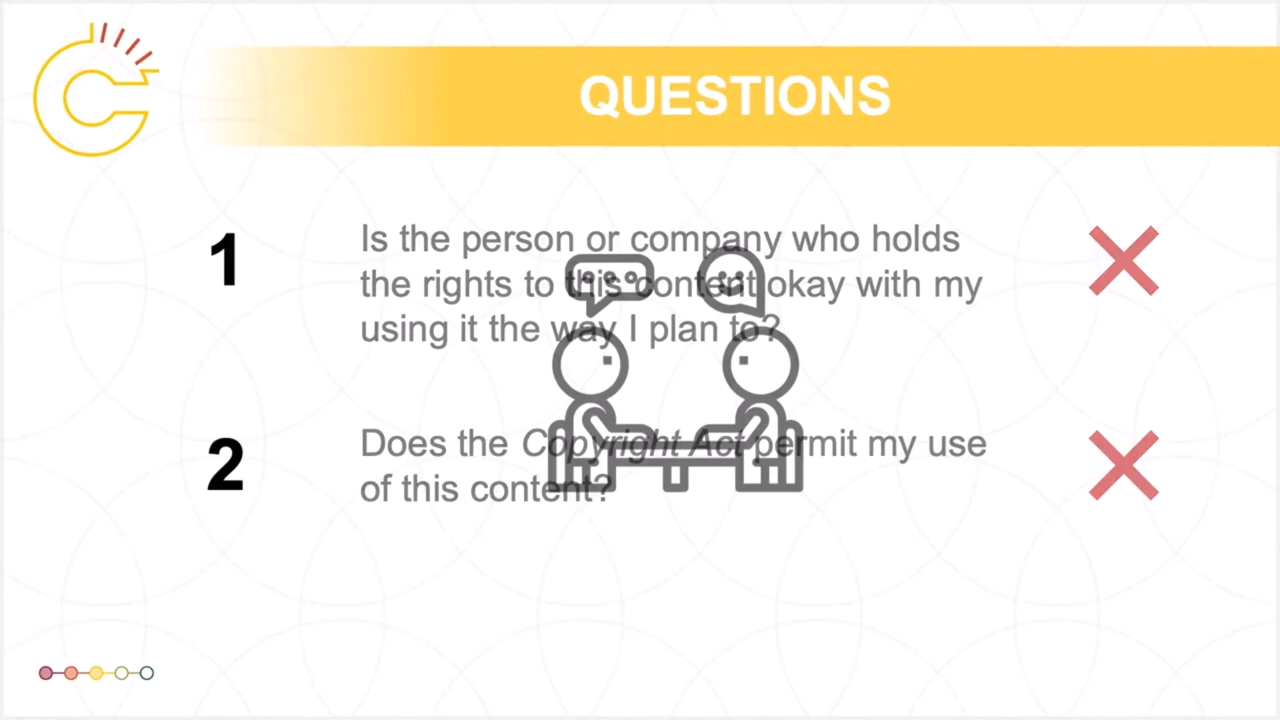 QUESTIONS
1
Is the person or company who holds
the rights to this content okay with my
using it the way I plan to?
2
Does the Copyright Act permit my use
of this content?